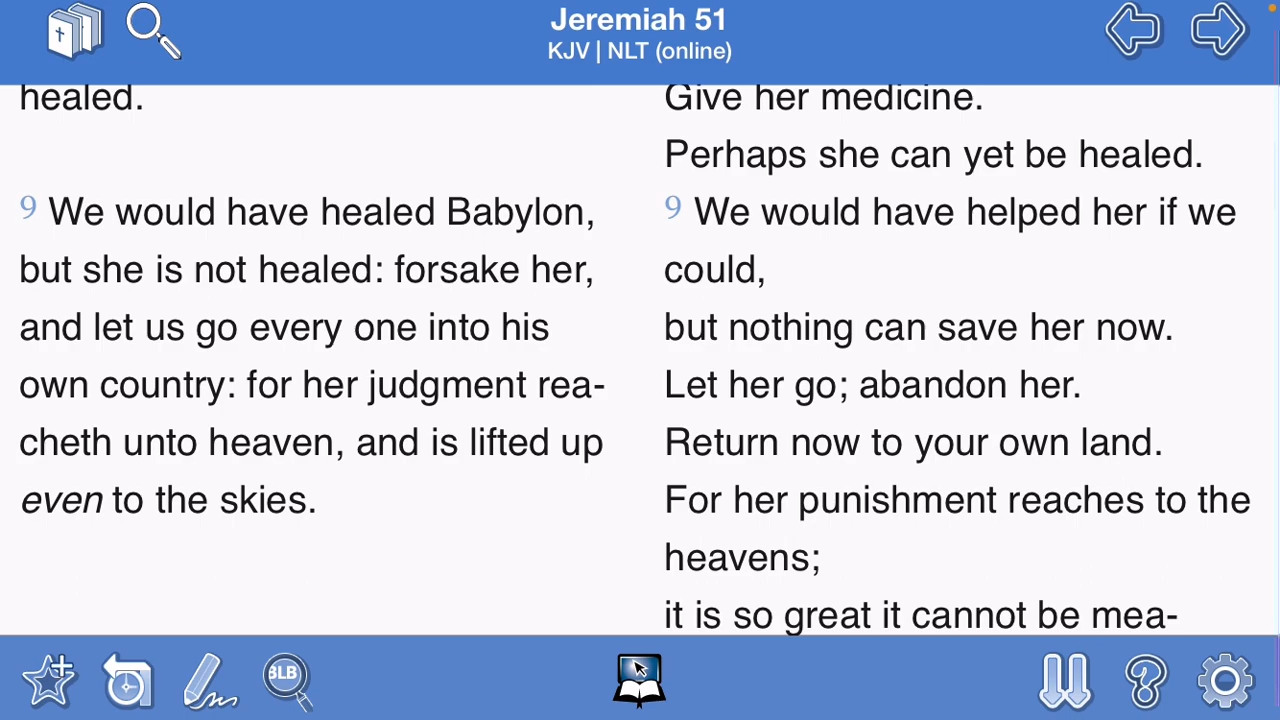 Jeremiah 51
KJV | NLT (online)
healed.
9 We would have healed Babylon,
but she is not healed: forsake her,
and let us go every one into his
own country: for her judgment rea-
cheth unto heaven, and is lifted up
even to the skies.
Give her medicine.
Perhaps she can yet be healed.
9 We would have helped her if we
could,
but nothing can save her now.
Let her go; abandon her.
Return now to your own land.
For her punishment reaches to the
heavens;
it is so great it cannot be mea-
BLB